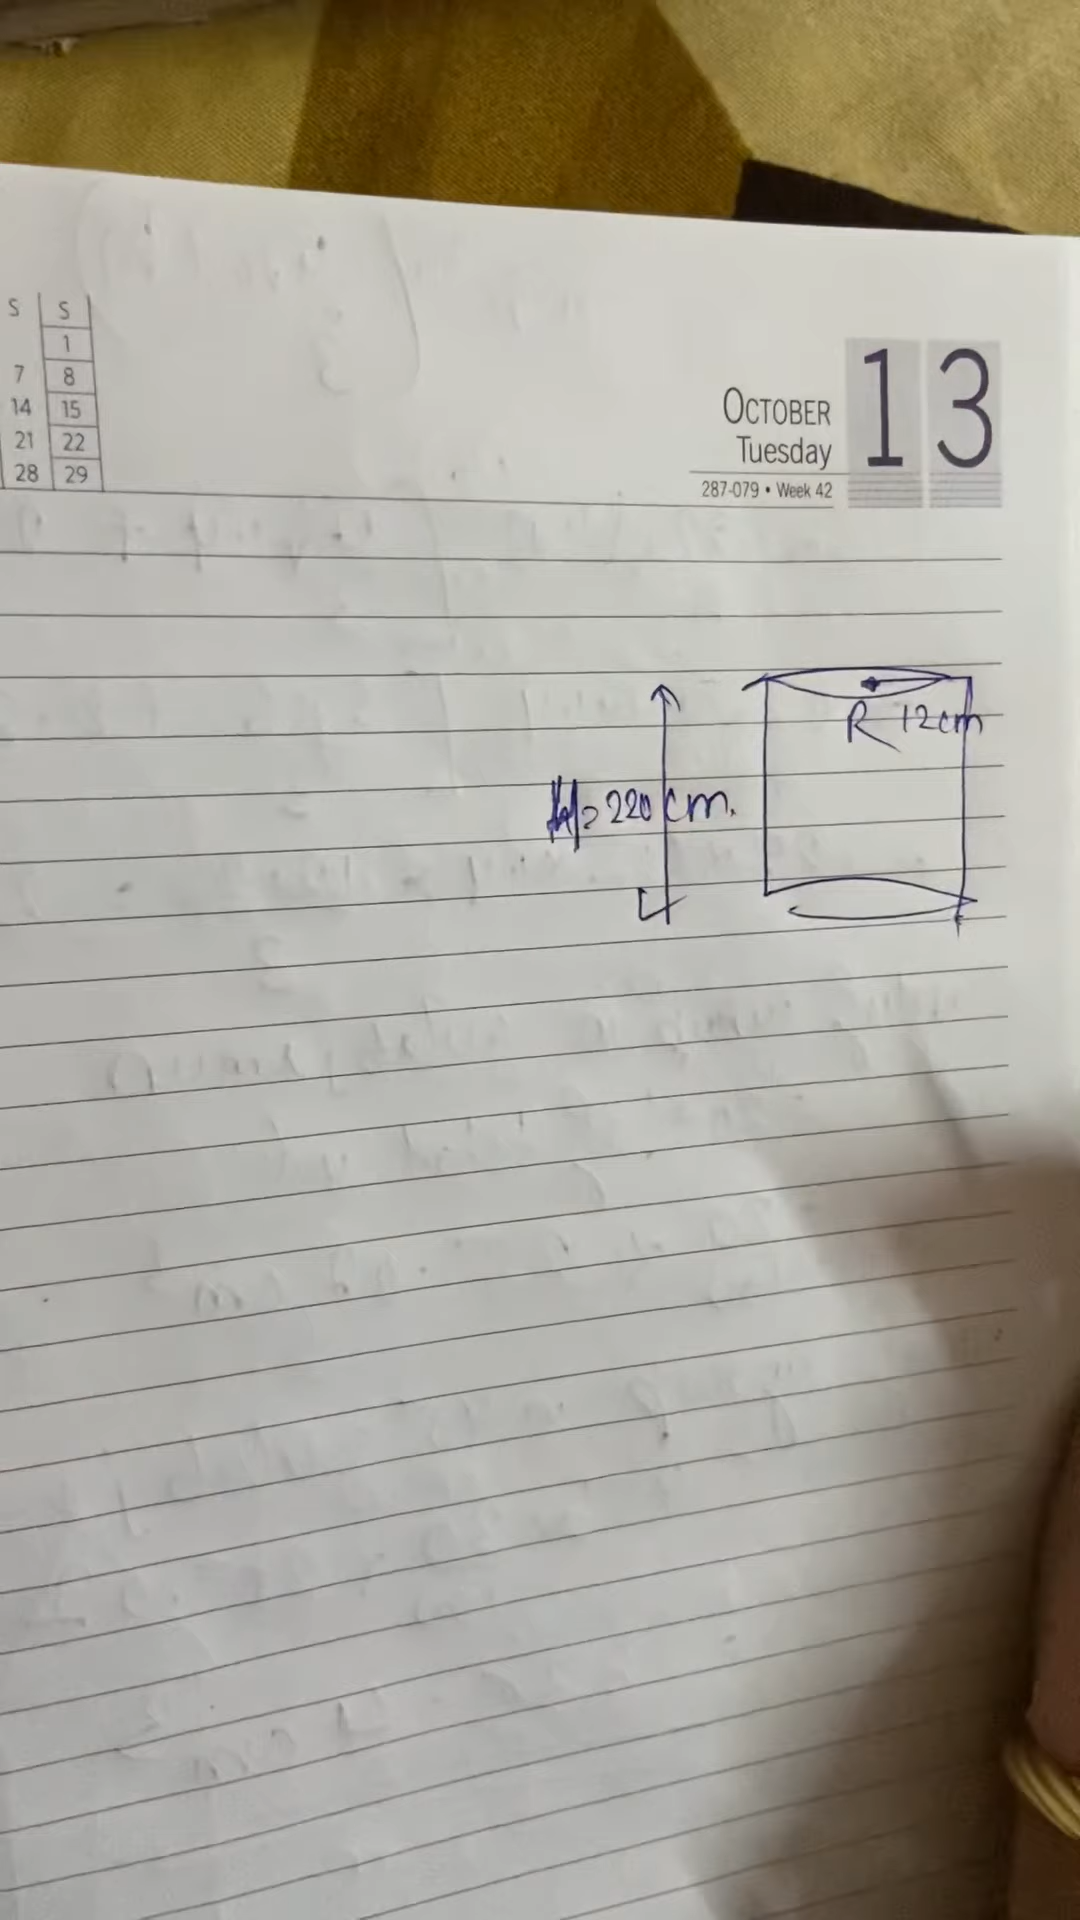 S S
1
7 8
14 15
21 22
28 29
OCTOBER 13
Tuesday
287-079 • Week 42
R 12cm
H=220 cm.